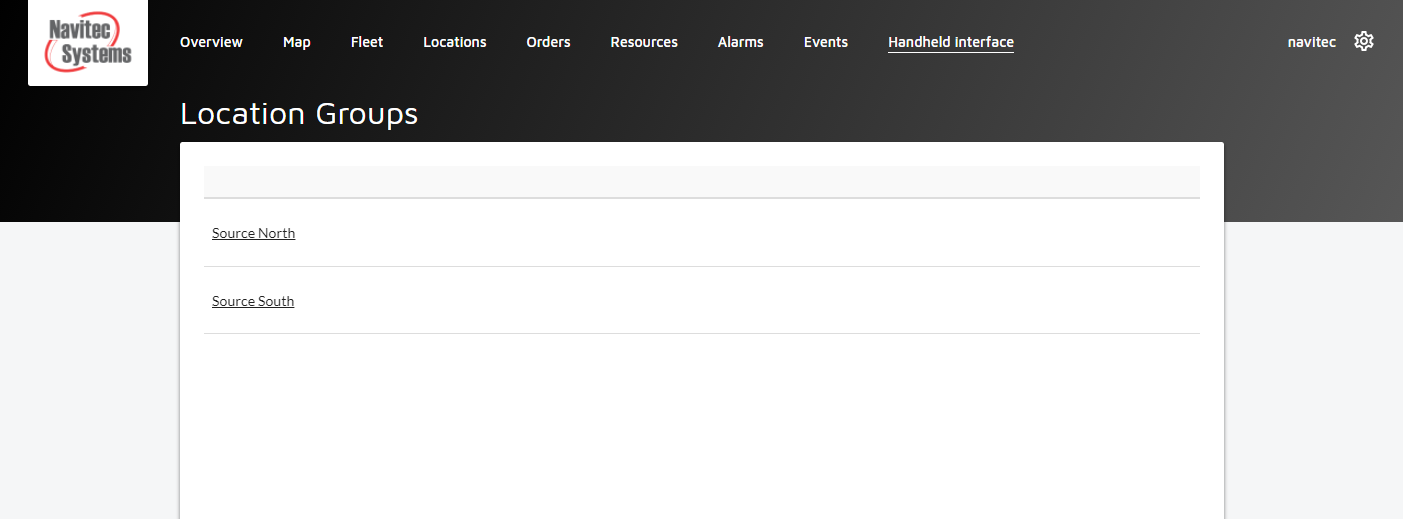 Navitec
Systems
Overview Map Fleet Locations Orders Resources Alarms Events Handheld interface navitec
Location Groups
Source North
Source South